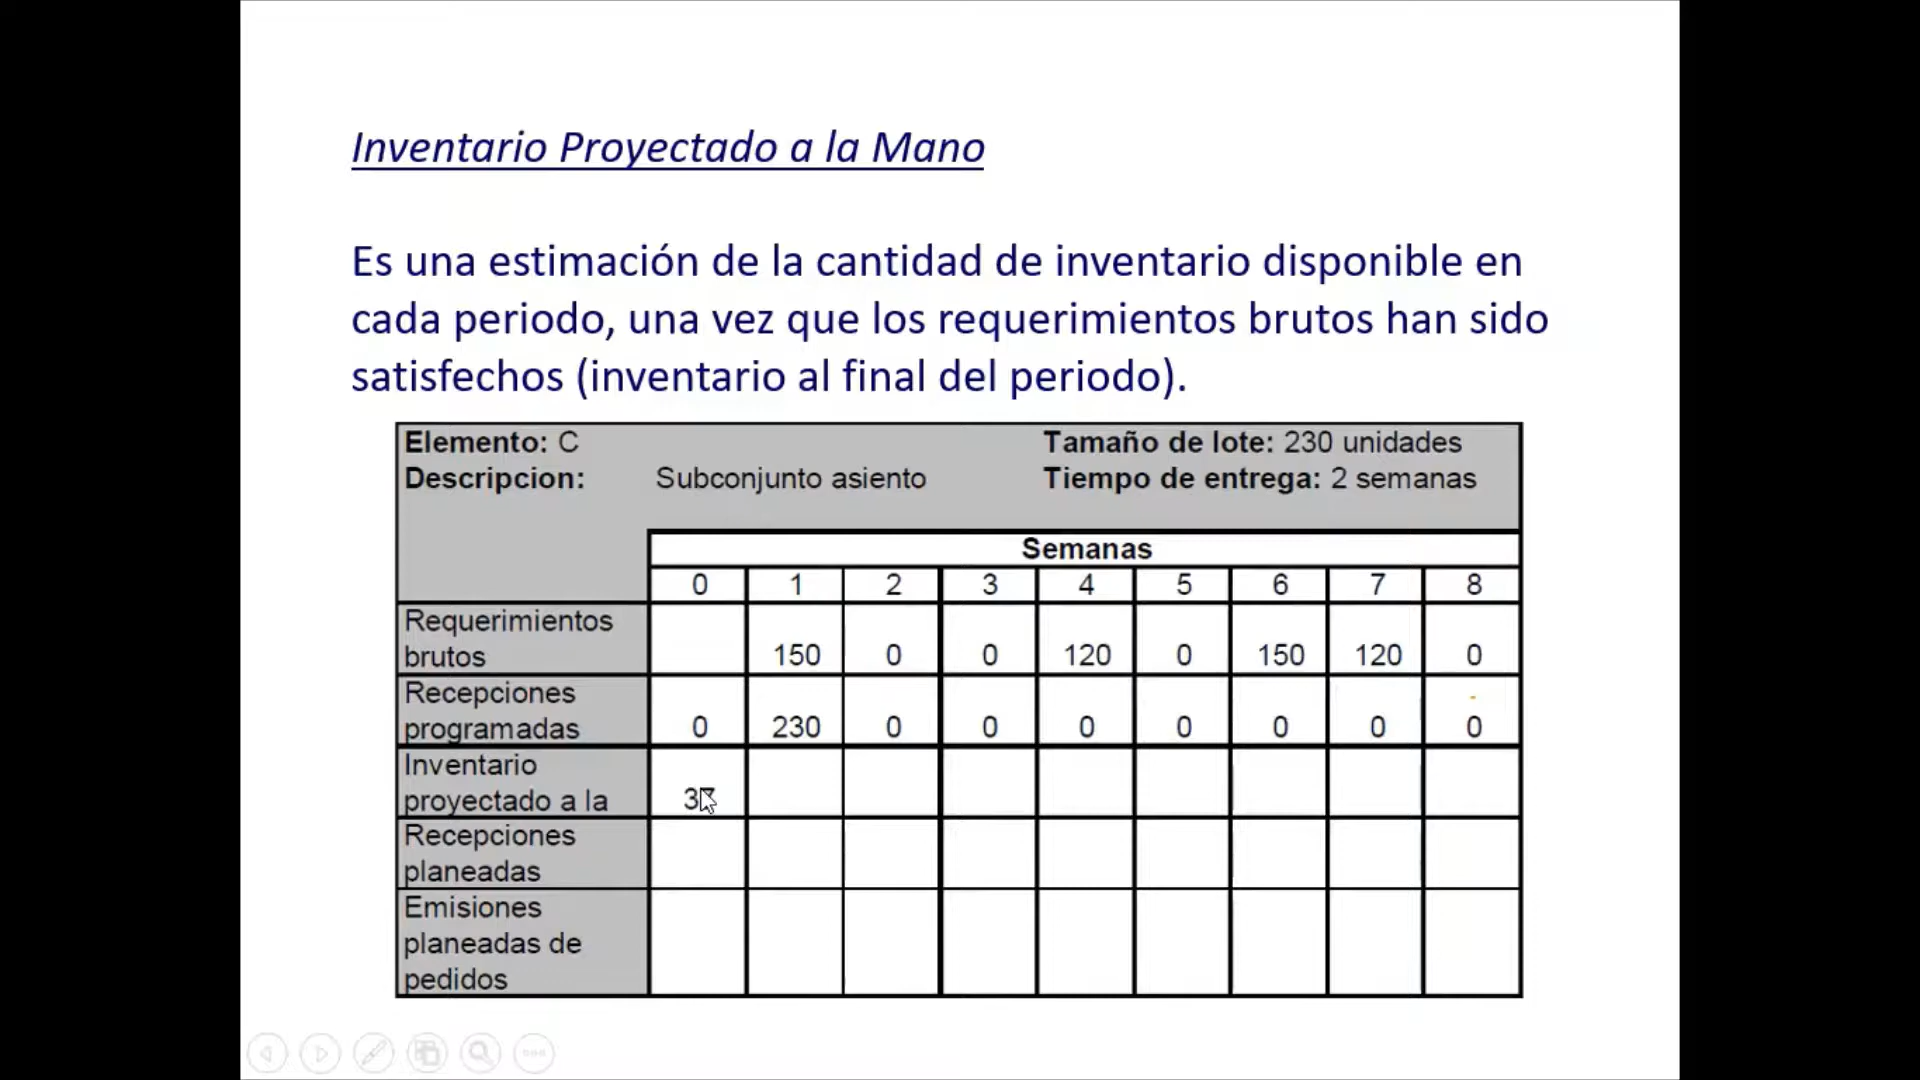 Inventario Proyectado a la Mano
Es una estimación de la cantidad de inventario disponible en
cada periodo, una vez que los requerimientos brutos han sido
satisfechos (inventario al final del periodo).
Elemento: C Tamaño de lote: 230 unidades
Descripcion: Subconjunto asiento Tiempo de entrega: 2 semanas
Semanas
0 1 2 3 4 5 6 7 8
Requerimientos
brutos 150 0 0 120 0 150 120 0
Recepciones
programadas 0 230 0 0 0 0 0 0 0
Inventario
proyectado a la
Recepciones
planeadas
Emisiones
planeadas de
pedidos